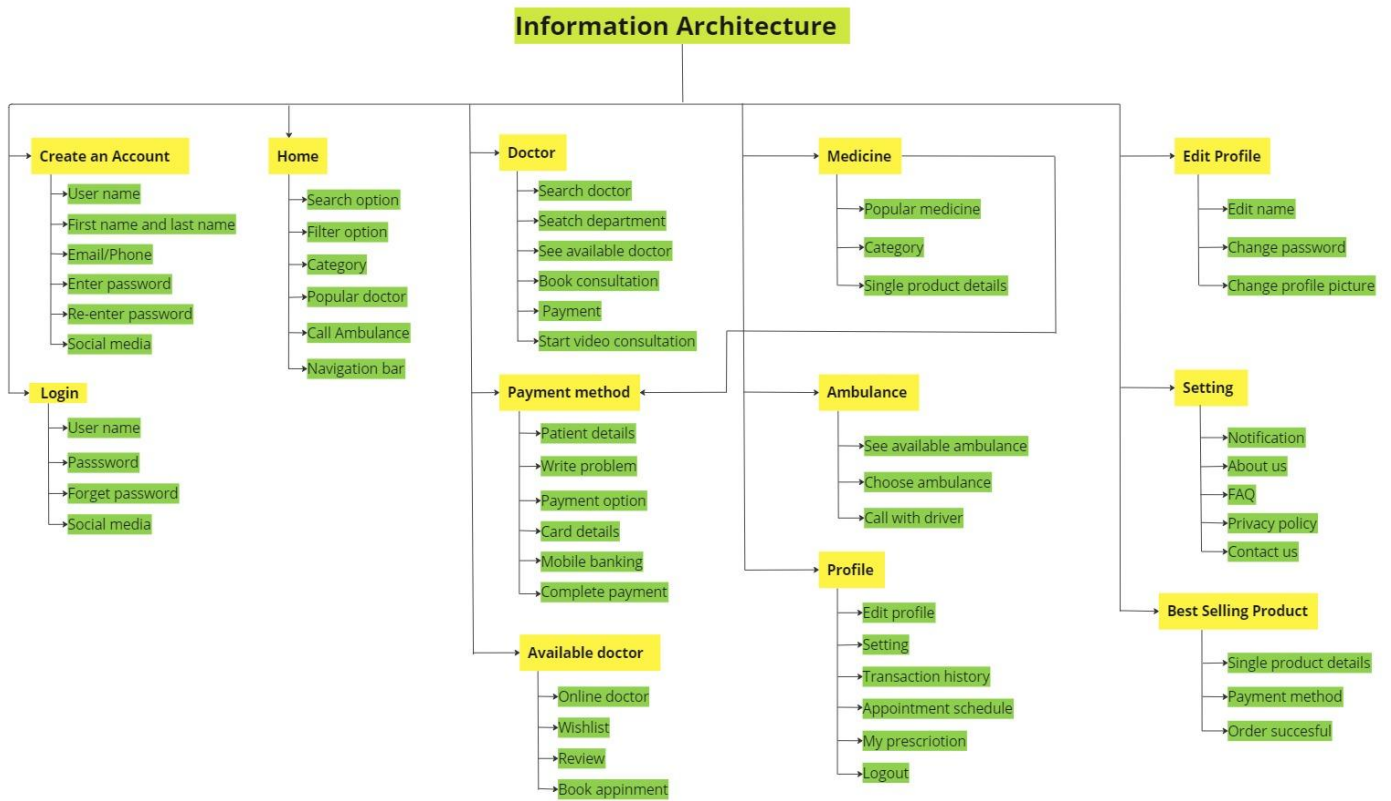 Information Architecture
Create an Account
User name
First name and last name
Email/Phone
Enter password
Re-enter password
Social media
Login
User name
Passsword
Forget password
Social media
Home
Search option
Filter option
Category
Popular doctor
Call Ambulance
Navigation bar
Doctor
Search doctor
Seatch department
See available doctor
Book consultation
Payment
Start video consultation
Payment method
Patient details
Write problem
Payment option
Card details
Mobile banking
Complete payment
Available doctor
Online doctor
Wishlist
Review
Book appinment
Medicine
Popular medicine
Category
Single product details
Ambulance
See available ambulance
Choose ambulance
Call with driver
Profile
Edit profile
Setting
Transaction history
Appointment schedule
My prescriotion
Logout
Edit Profile
Edit name
Change password
Change profile picture
Setting
Notification
About us
FAQ
Privacy policy
Contact us
Best Selling Product
Single product details
Payment method
Order succesful